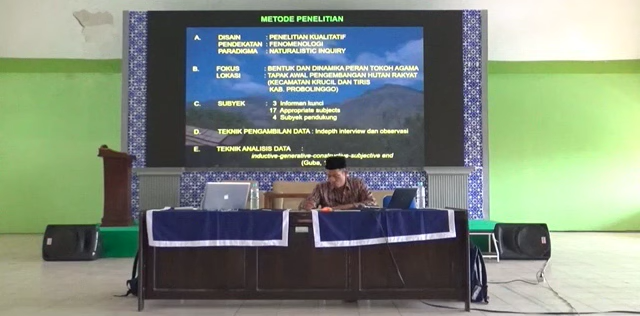 METODE PENELITIAN
A. DISAIN : PENELITIAN KUALITATIF
PENDEKATAN : FENOMENOLOGI
PARADIGMA : NATURALISTIC INQUIRY
B. FOKUS : BENTUK DAN DINAMIKA PERAN TOKOH AGAMA
LOKASI : TAPAK AWAL PENGEMBANGAN HUTAN RAKYAT
(KECAMATAN KRUCIL DAN TIRIS
KAB. PROBOLINGGO)
C. SUBYEK : 3 Informan kunci
17 Appropriate subjects
4 Subyek pendukung
D. TEKNIK PENGAMBILAN DATA : Indepth interview dan observasi
E. TEKNIK ANALISIS DATA :
inductive-generative-constructive-subjective end
(Guba,